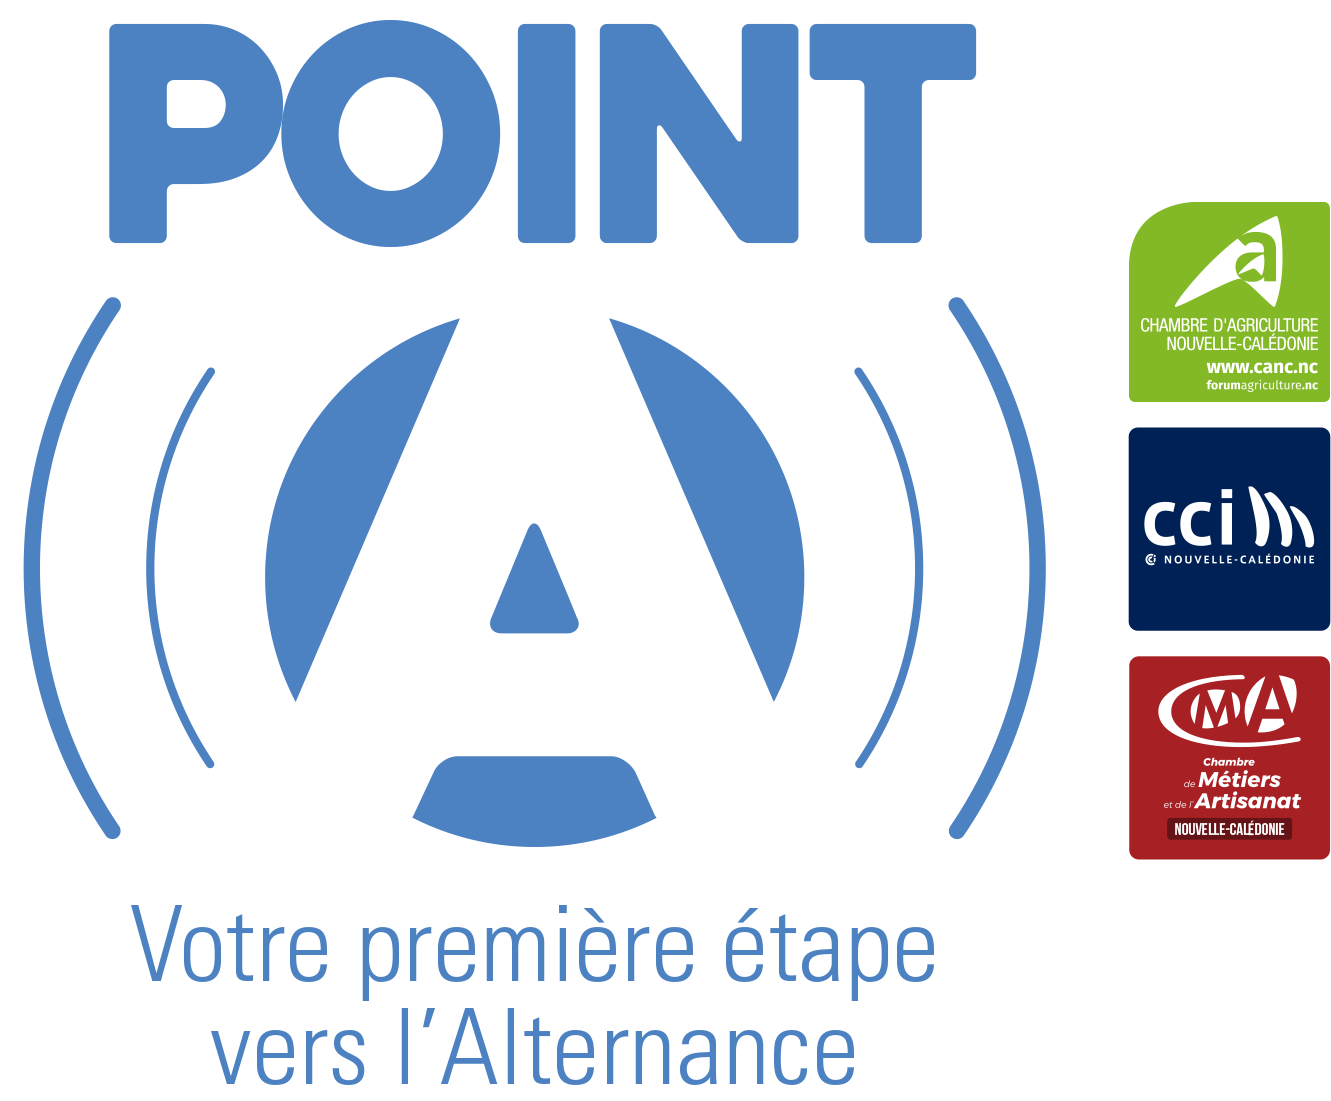 POINT
A
Votre première étape
vers l'Alternance
a
CHAMBRE D'AGRICULTURE
NOUVELLE-CALÉDONIE
www.canc.nc
forumagriculture.nc
cci
NOUVELLE-CALÉDONIE
CMA
Chambre
de Métiers
et de l'Artisanat
NOUVELLE-CALÉDONIE